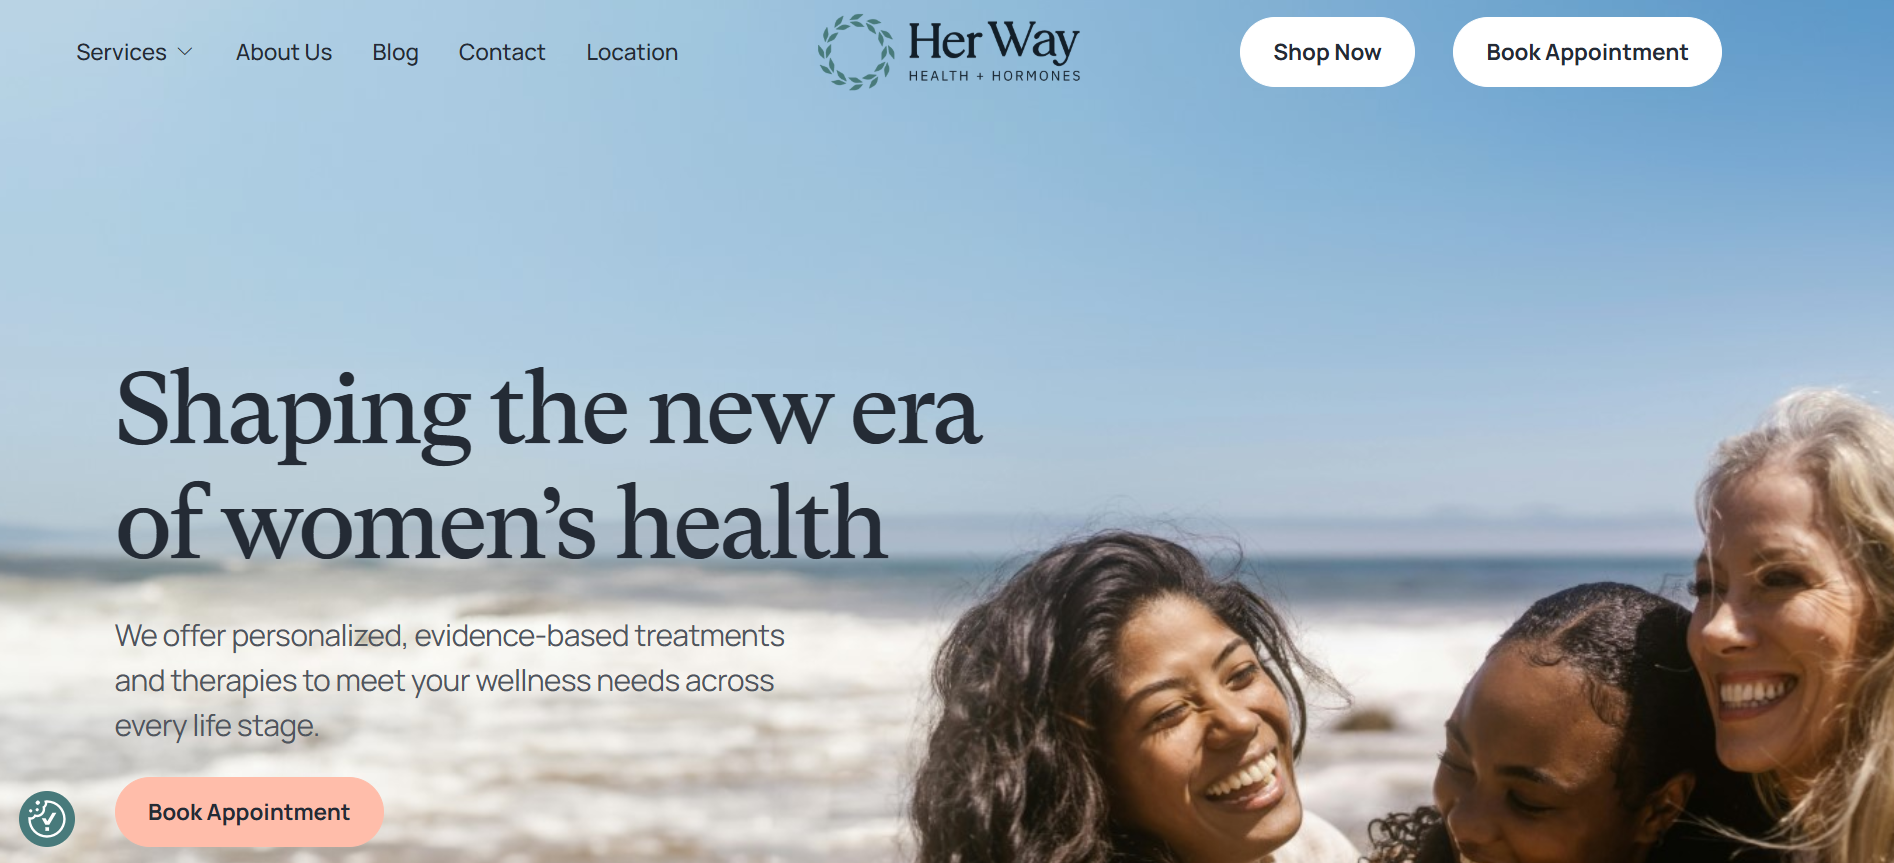 Services
About Us
Blog
Contact
Location
Her Way
HEALTH + HORMONES
Shop Now
Book Appointment
Shaping the new era
of women’s health
We offer personalized, evidence-based treatments
and therapies to meet your wellness needs across
every life stage.
Book Appointment